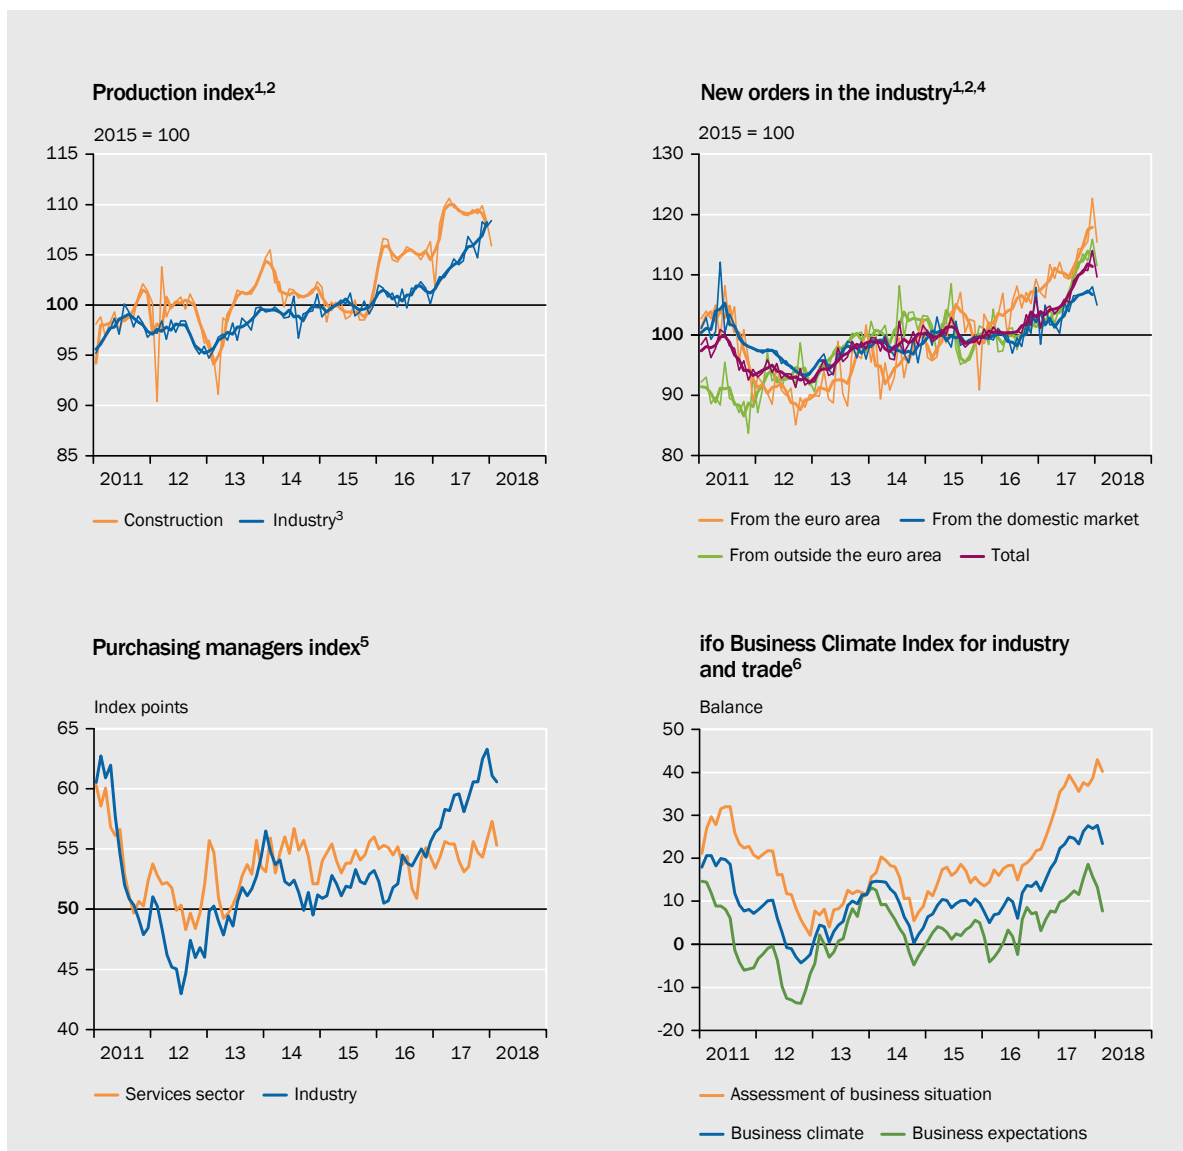 Production index1,2
2015 = 100
115
110
105
100
95
90
85
2011 12 13 14 15 16 17 2018
Construction Industry3
New orders in the industry1,2,4
2015 = 100
130
120
110
100
90
80
2011 12 13 14 15 16 17 2018
From the euro area From the domestic market
From outside the euro area Total
Purchasing managers index5
Index points
65
60
55
50
45
40
2011 12 13 14 15 16 17 2018
Services sector Industry
ifo Business Climate Index for industry
and trade6
Balance
50
40
30
20
10
0
-10
-20
2011 12 13 14 15 16 17 2018
Assessment of business situation
Business climate Business expectations